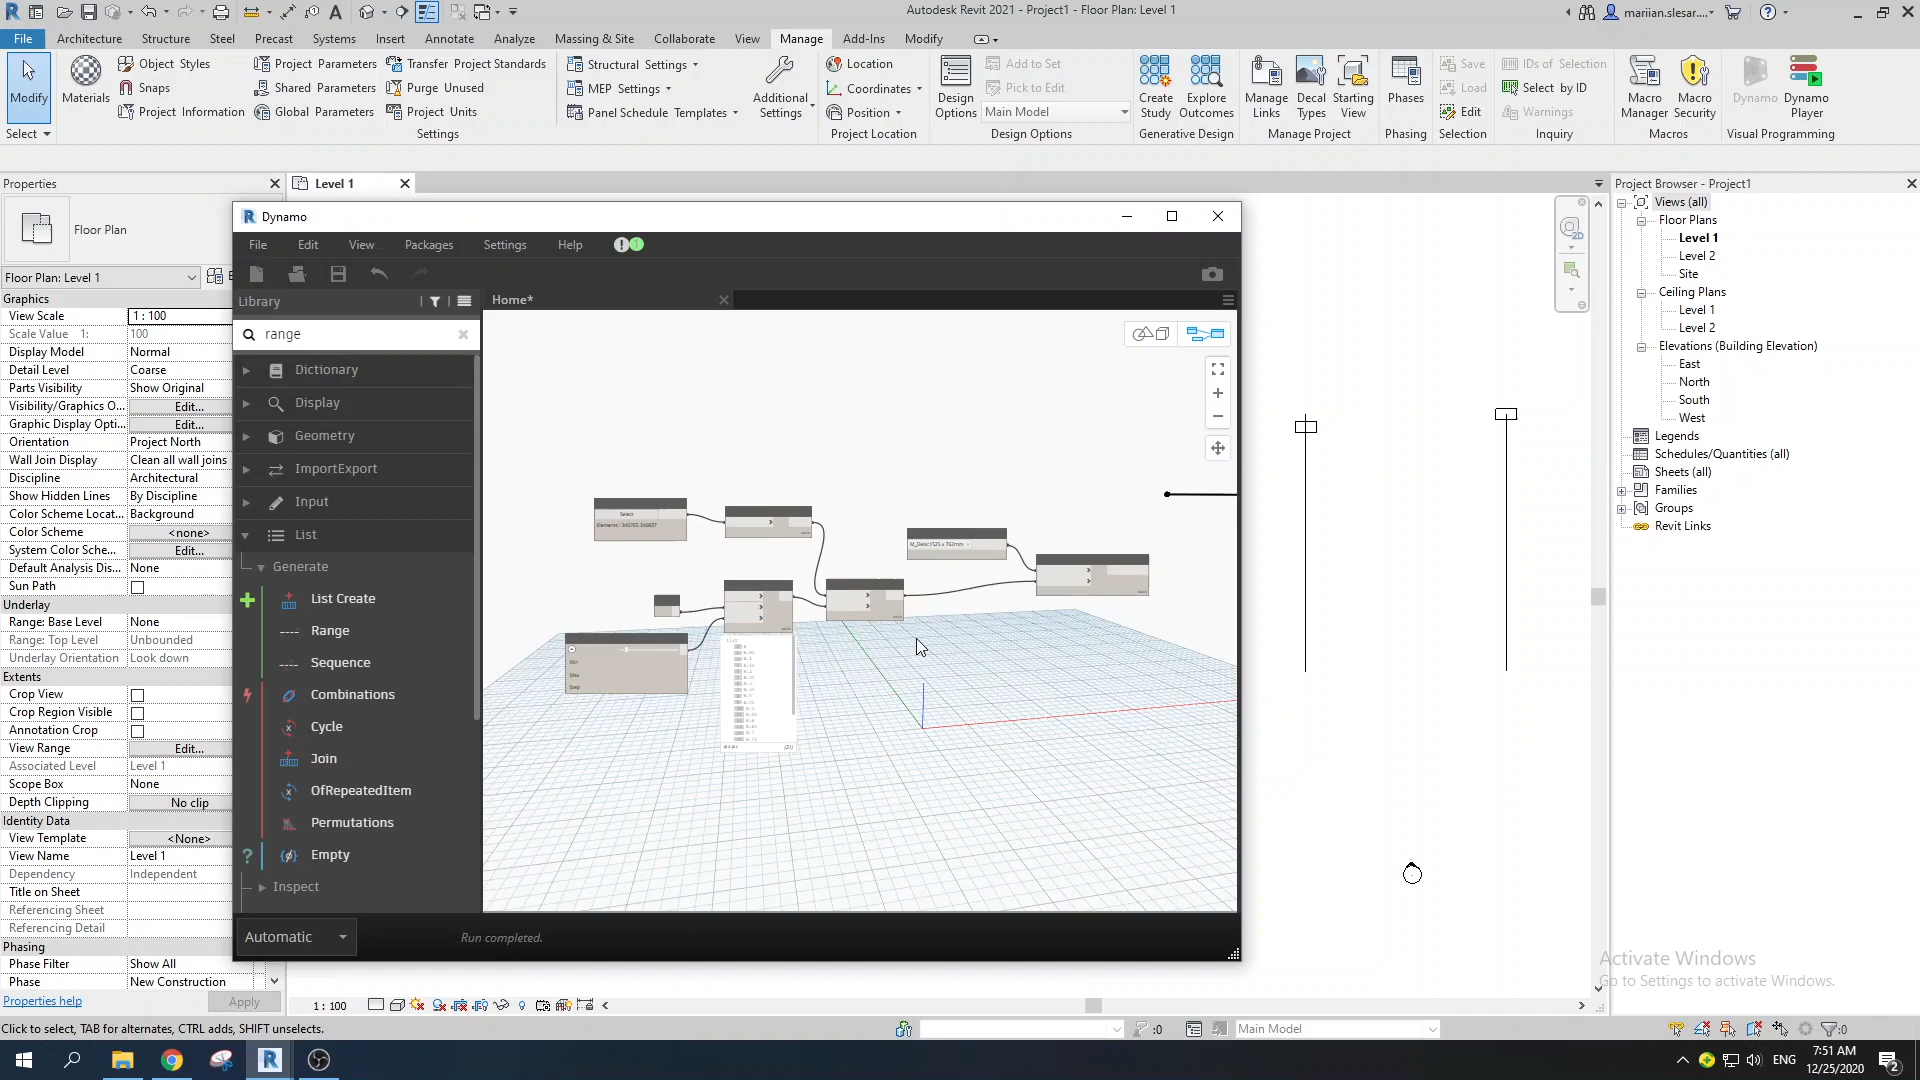 Autodesk Revit 2021 - Project1 - Floor Plan: Level 1
mariian.slesar....
File Architecture Structure Steel Precast Systems Insert Annotate Analyze Massing & Site Collaborate View Manage Add-Ins Modify
Modify
Select
Materials
Object Styles
Snaps
Project Information
Project Parameters
Shared Parameters
Global Parameters
Transfer Project Standards
Purge Unused
Project Units
Settings
Structural Settings
MEP Settings
Panel Schedule Templates
Additional Settings
Location
Coordinates
Position
Project Location
Design Options
Add to Set
Pick to Edit
Main Model
Design Options
Create Study
Explore Outcomes
Generative Design
Manage Links
Decal Types
Starting View
Manage Project
Phases
Phasing
Save
Load
Edit
Selection
IDs of Selection
Select by ID
Warnings
Inquiry
Macro Manager
Macro Security
Macros
Dynamo
Dynamo Player
Visual Programming
Properties
Floor Plan
Floor Plan: Level 1
Graphics
View Scale 1 : 100
Scale Value 1: 100
Display Model Normal
Detail Level Coarse
Parts Visibility Show Original
Visibility/Graphics O... Edit...
Graphic Display Opti... Edit...
Orientation Project North
Wall Join Display Clean all wall joins
Discipline Architectural
Show Hidden Lines By Discipline
Color Scheme Locat... Background
Color Scheme <none>
System Color Sche... Edit...
Default Analysis Dis... None
Sun Path
Underlay
Range: Base Level None
Range: Top Level Unbounded
Underlay Orientation Look down
Extents
Crop View
Crop Region Visible
Annotation Crop
View Range Edit...
Associated Level Level 1
Scope Box None
Depth Clipping No clip
Identity Data
View Template <None>
View Name Level 1
Dependency Independent
Title on Sheet
Referencing Sheet
Referencing Detail
Phasing
Phase Filter Show All
Phase New Construction
Properties help
Apply
Level 1
Dynamo
File Edit View Packages Settings Help
Library
range
Dictionary
Display
Geometry
ImportExport
Input
List
Generate
List Create
Range
Sequence
Combinations
Cycle
Join
OfRepeatedItem
Permutations
Empty
Inspect
Home*
Select
Elements : 346765 346837
M_Desk:1525 x 762mm
Min
Max
Step
Automatic
Run completed.
2D
Project Browser - Project1
Views (all)
Floor Plans
Level 1
Level 2
Site
Ceiling Plans
Level 1
Level 2
Elevations (Building Elevation)
East
North
South
West
Legends
Schedules/Quantities (all)
Sheets (all)
Families
Groups
Revit Links
Activate Windows
Go to Settings to activate Windows.
1 : 100
Click to select, TAB for alternates, CTRL adds, SHIFT unselects.
:0
Main Model
:0
ENG
7:51 AM
12/25/2020
2